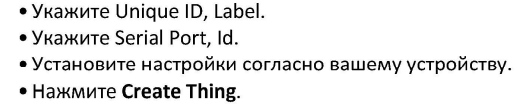 • Укажите Unique ID, Label.
• Укажите Serial Port, Id.
• Установите настройки согласно вашему устройству.
• Нажмите Create Thing.